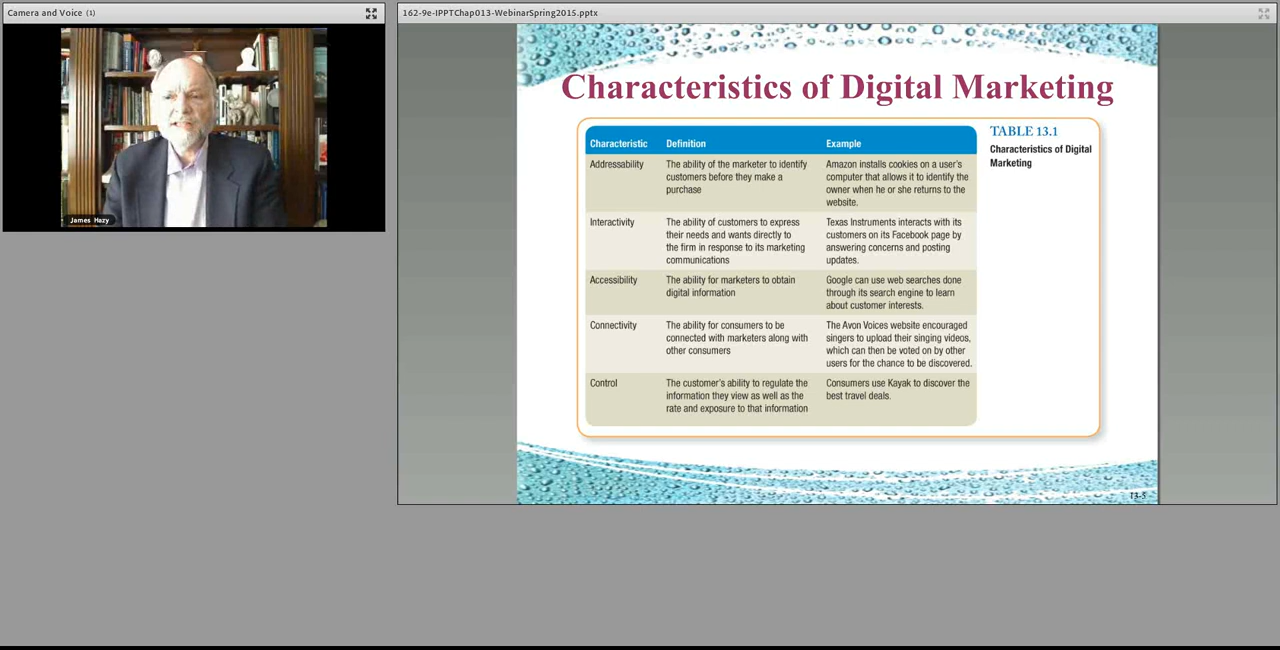 Camera and Voice (1)
James Hazy
162-9e-IPPTChap013-WebinarSpring2015.pptx
Characteristics of Digital Marketing
Characteristic Definition Example
Addressability
The ability of the marketer to identify
customers before they make a
purchase
Amazon installs cookies on a user's
computer that allows it to identify the
owner when he or she returns to the
website.
Interactivity
The ability of customers to express
their needs and wants directly to
the firm in response to its marketing
communications
Texas Instruments interacts with its
customers on its Facebook page by
answering concerns and posting
updates.
Accessibility
The ability for marketers to obtain
digital information
Google can use web searches done
through its search engine to learn
about customer interests.
Connectivity
The ability for consumers to be
connected with marketers along with
other consumers
The Avon Voices website encouraged
singers to upload their singing videos,
which can then be voted on by other
users for the chance to be discovered.
Control
The customer's ability to regulate the
information they view as well as the
rate and exposure to that information
Consumers use Kayak to discover the
best travel deals.
TABLE 13.1
Characteristics of Digital
Marketing
13-5